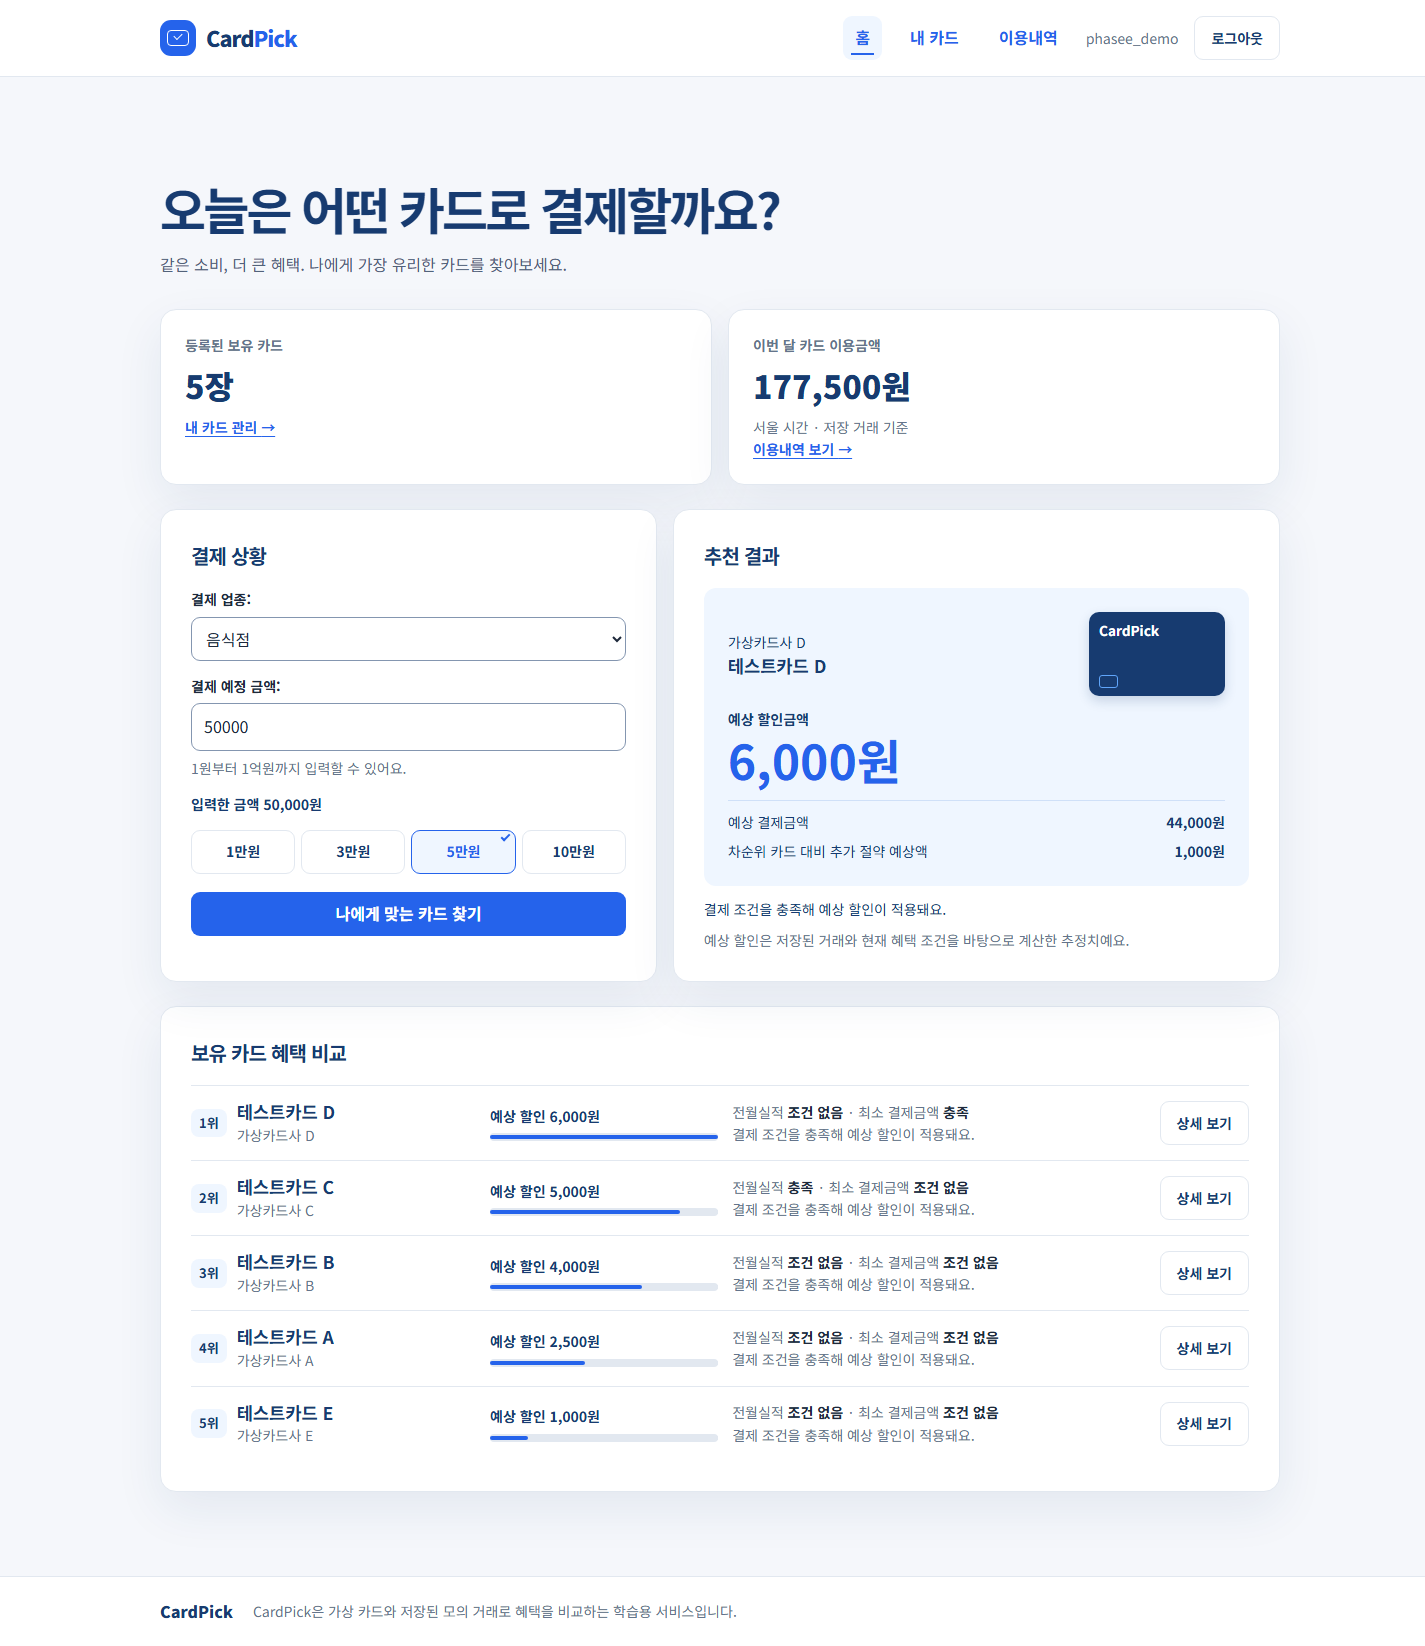 CardPick
홈
내 카드
이용내역
phasee_demo
로그아웃
오늘은 어떤 카드로 결제할까요?
같은 소비, 더 큰 혜택. 나에게 가장 유리한 카드를 찾아보세요.
등록된 보유 카드
5장
내 카드 관리 →
이번 달 카드 이용금액
177,500원
서울 시간 · 저장 거래 기준
이용내역 보기 →
결제 상황
결제 업종:
음식점
결제 예정 금액:
50000
1원부터 1억원까지 입력할 수 있어요.
입력한 금액 50,000원
1만원
3만원
5만원
10만원
나에게 맞는 카드 찾기
추천 결과
가상카드사 D
테스트카드 D
CardPick
예상 할인금액
6,000원
예상 결제금액
44,000원
차순위 카드 대비 추가 절약 예상액
1,000원
결제 조건을 충족해 예상 할인이 적용돼요.
예상 할인은 저장된 거래와 현재 혜택 조건을 바탕으로 계산한 추정치예요.
보유 카드 혜택 비교
1위
테스트카드 D
가상카드사 D
예상 할인 6,000원
전월실적 조건 없음 · 최소 결제금액 충족
결제 조건을 충족해 예상 할인이 적용돼요.
상세 보기
2위
테스트카드 C
가상카드사 C
예상 할인 5,000원
전월실적 충족 · 최소 결제금액 조건 없음
결제 조건을 충족해 예상 할인이 적용돼요.
상세 보기
3위
테스트카드 B
가상카드사 B
예상 할인 4,000원
전월실적 조건 없음 · 최소 결제금액 조건 없음
결제 조건을 충족해 예상 할인이 적용돼요.
상세 보기
4위
테스트카드 A
가상카드사 A
예상 할인 2,500원
전월실적 조건 없음 · 최소 결제금액 조건 없음
결제 조건을 충족해 예상 할인이 적용돼요.
상세 보기
5위
테스트카드 E
가상카드사 E
예상 할인 1,000원
전월실적 조건 없음 · 최소 결제금액 조건 없음
결제 조건을 충족해 예상 할인이 적용돼요.
상세 보기
CardPick
CardPick은 가상 카드와 저장된 모의 거래로 혜택을 비교하는 학습용 서비스입니다.